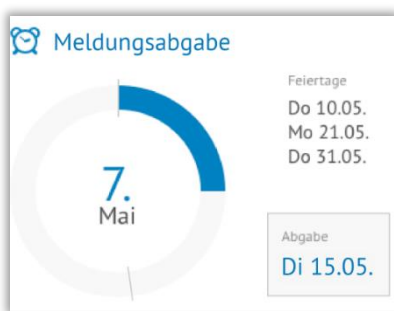 Meldungsabgabe
7.
Mai
Feiertage
Do 10.05.
Mo 21.05.
Do 31.05.
Abgabe
Di 15.05.